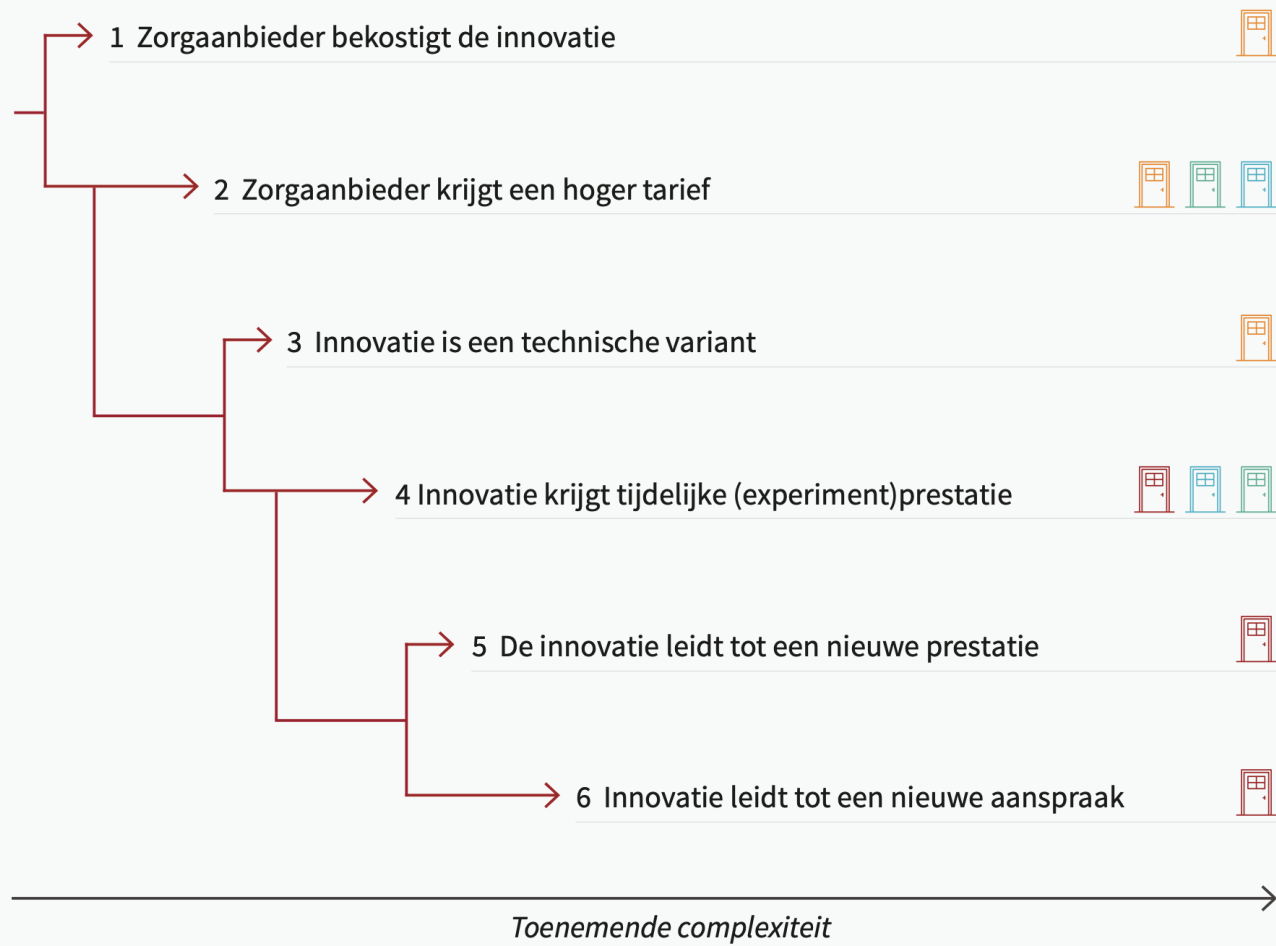 1 Zorgaanbieder bekostigt de innovatie
2 Zorgaanbieder krijgt een hoger tarief
3 Innovatie is een technische variant
4 Innovatie krijgt tijdelijke (experiment)prestatie
5 De innovatie leidt tot een nieuwe prestatie
6 Innovatie leidt tot een nieuwe aanspraak
Toenemende complexiteit